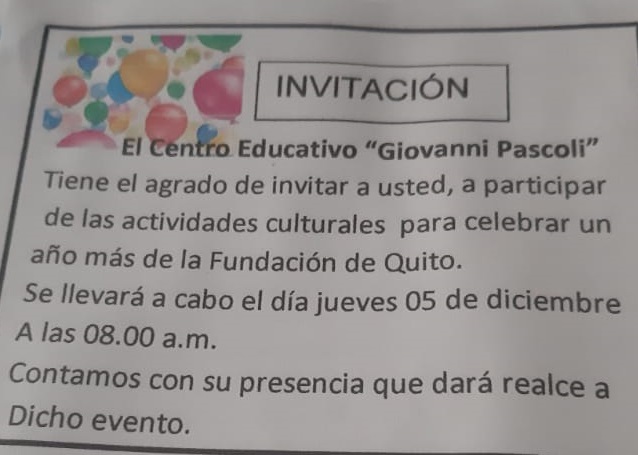 INVITACIÓN
El Centro Educativo “Giovanni Pascoli”
Tiene el agrado de invitar a usted, a participar
de las actividades culturales para celebrar un
año más de la Fundación de Quito.
Se llevará a cabo el día jueves 05 de diciembre
A las 08.00 a.m.
Contamos con su presencia que dará realce a
Dicho evento.